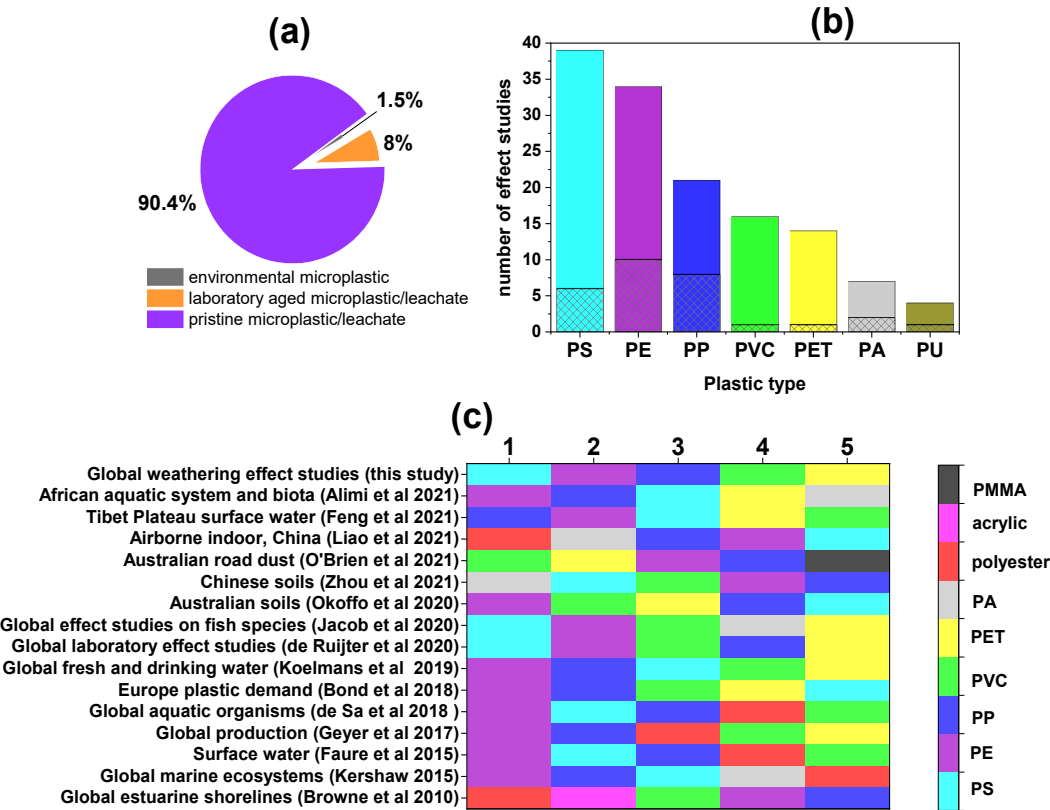 (a)
1.5%
8%
90.4%
environmental microplastic
laboratory aged microplastic/leachate
pristine microplastic/leachate
(b)
number of effect studies
40
35
30
25
20
15
10
5
0
PS PE PP PVC PET PA PU
Plastic type
(c)
1 2 3 4 5
Global weathering effect studies (this study)
African aquatic system and biota (Alimi et al 2021)
Tibet Plateau surface water (Feng et al 2021)
Airborne indoor, China (Liao et al 2021)
Australian road dust (O'Brien et al 2021)
Chinese soils (Zhou et al 2021)
Australian soils (Okoffo et al 2020)
Global effect studies on fish species (Jacob et al 2020)
Global laboratory effect studies (de Ruijter et al 2020)
Global fresh and drinking water (Koelmans et al 2019)
Europe plastic demand (Bond et al 2018)
Global aquatic organisms (de Sa et al 2018 )
Global production (Geyer et al 2017)
Surface water (Faure et al 2015)
Global marine ecosystems (Kershaw 2015)
Global estuarine shorelines (Browne et al 2010)
PMMA
acrylic
polyester
PA
PET
PVC
PP
PE
PS